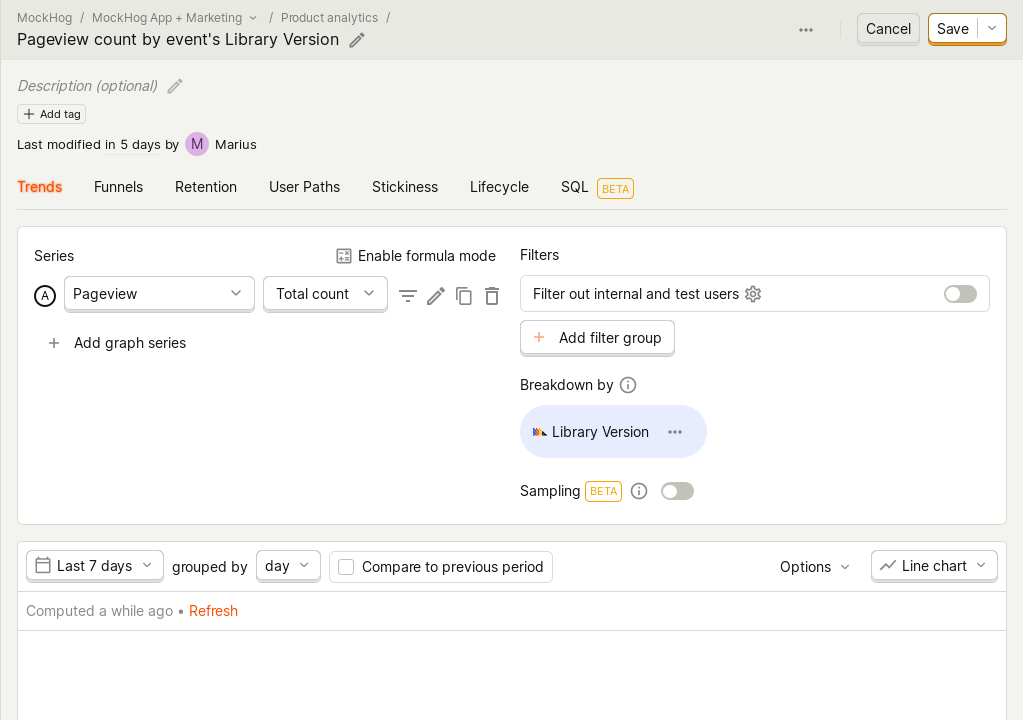 MockHog / MockHog App + Marketing / Product analytics /
Pageview count by event's Library Version
Cancel
Save
Description (optional)
Add tag
Last modified in 5 days by M Marius
Trends
Funnels
Retention
User Paths
Stickiness
Lifecycle
SQL BETA
Series
Enable formula mode
A Pageview
Total count
Add graph series
Filters
Filter out internal and test users
Add filter group
Breakdown by
Library Version
Sampling BETA
Last 7 days grouped by day
Compare to previous period
Options
Line chart
Computed a while ago • Refresh